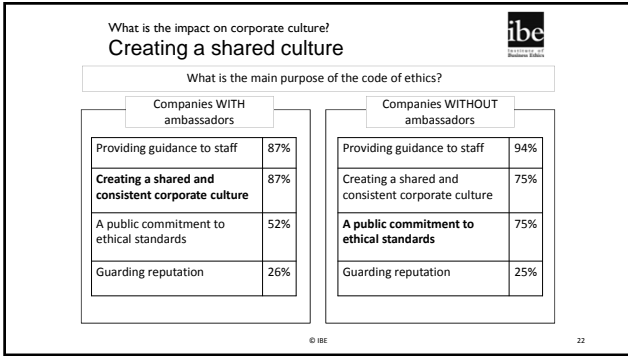 What is the impact on corporate culture?
Creating a shared culture
ibe
Institute of
Business Ethics
What is the main purpose of the code of ethics?
Companies WITH
ambassadors
Providing guidance to staff 87%
Creating a shared and 87%
consistent corporate culture
A public commitment to 52%
ethical standards
Guarding reputation 26%
Companies WITHOUT
ambassadors
Providing guidance to staff 94%
Creating a shared and 75%
consistent corporate culture
A public commitment to 75%
ethical standards
Guarding reputation 25%
© IBE
22